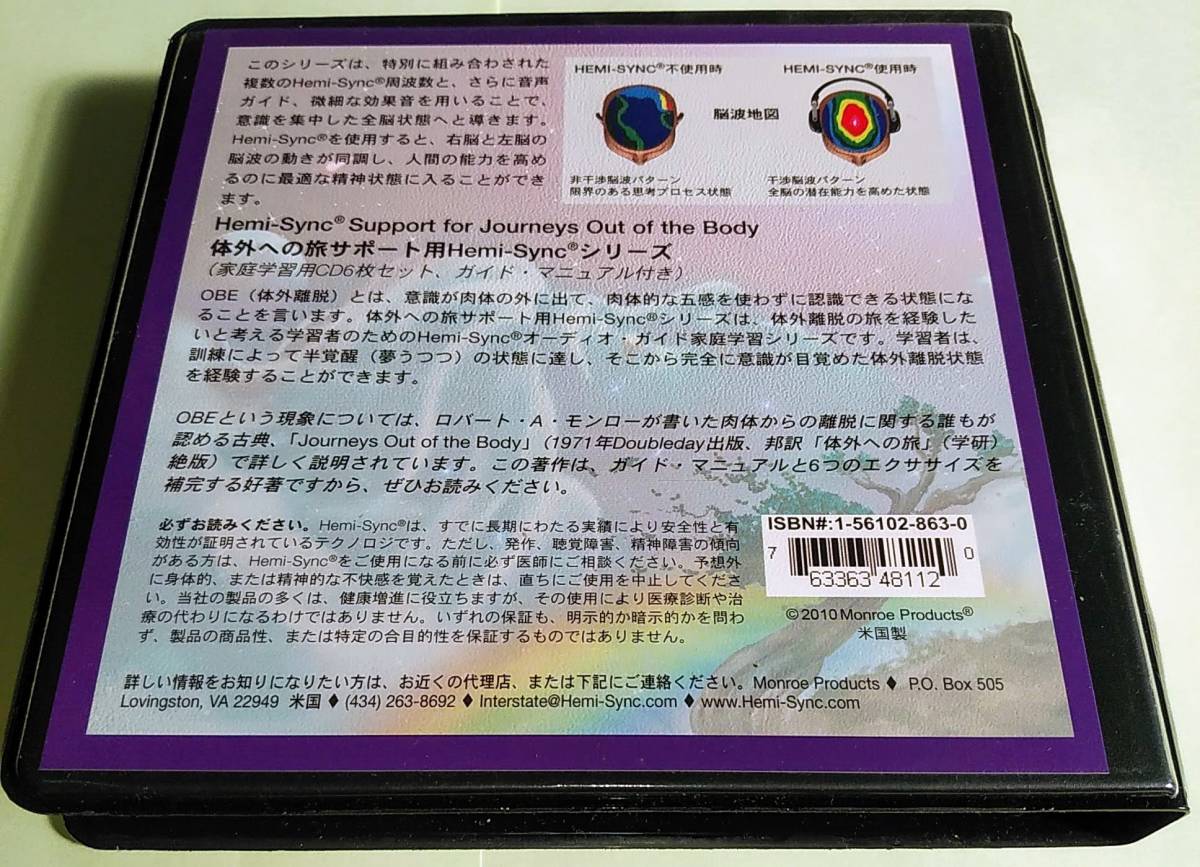 このシリーズは、特別に組み合わされた
複数のHemi-Sync®周波数と、さらに音声
ガイド、微細な効果音を用いることで、
意識を集中した全脳状態へと導きます。
Hemi-Sync®を使用すると、右脳と左脳の
脳波の動きが同調し、人間の能力を高め
るのに最適な精神状態に入ることができ
ます。
HEMI-SYNC®不使用時
HEMI-SYNC®使用時
脳波地図
非干渉脳波パターン
限界のある思考プロセス状態
干渉脳波パターン
全脳の潜在能力を高めた状態
Hemi-Sync® Support for Journeys Out of the Body
体外への旅サポート用Hemi-Sync®シリーズ
（家庭学習用CD6枚セット、ガイド・マニュアル付き）
OBE（体外離脱）とは、意識が肉体の外に出て、肉体的な五感を使わずに認識できる状態にな
ることを言います。体外への旅サポート用Hemi-Sync®シリーズは、体外離脱の旅を経験した
いと考える学習者のためのHemi-Sync®オーディオ・ガイド家庭学習シリーズです。学習者は、
訓練によって半覚醒（夢うつつ）の状態に達し、そこから完全に意識が目覚めた体外離脱状態
を経験することができます。
OBEという現象については、ロバート・A・モンローが書いた肉体からの離脱に関する誰もが
認める古典、「Journeys Out of the Body」（1971年Doubleday出版、邦訳「体外への旅」（学研）
絶版）で詳しく説明されています。この著作は、ガイド・マニュアルと6つのエクササイズを
補完する好著ですから、ぜひお読みください。
必ずお読みください。Hemi-Sync®は、すでに長期にわたる実績により安全性と有
効性が証明されているテクノロジです。ただし、発作、聴覚障害、精神障害の傾向
がある方は、Hemi-Sync®をご使用になる前に必ず医師にご相談ください。予想外
に身体的、または精神的な不快感を覚えたときは、直ちにご使用を中止してくださ
い。当社の製品の多くは、健康増進に役立ちますが、その使用により医療診断や治
療の代わりになるわけではありません。いずれの保証も、明示的か暗示的かを問わ
ず、製品の商品性、または特定の合目的性を保証するものではありません。
ISBN#:1-56102-863-0
7 63363 48112 0
©2010 Monroe Products®
米国製
詳しい情報をお知りになりたい方は、お近くの代理店、または下記にご連絡ください。Monroe Products ♦ P.O. Box 505
Lovingston, VA 22949 米国 ♦ (434) 263-8692 ♦ Interstate@Hemi-Sync.com ♦ www.Hemi-Sync.com